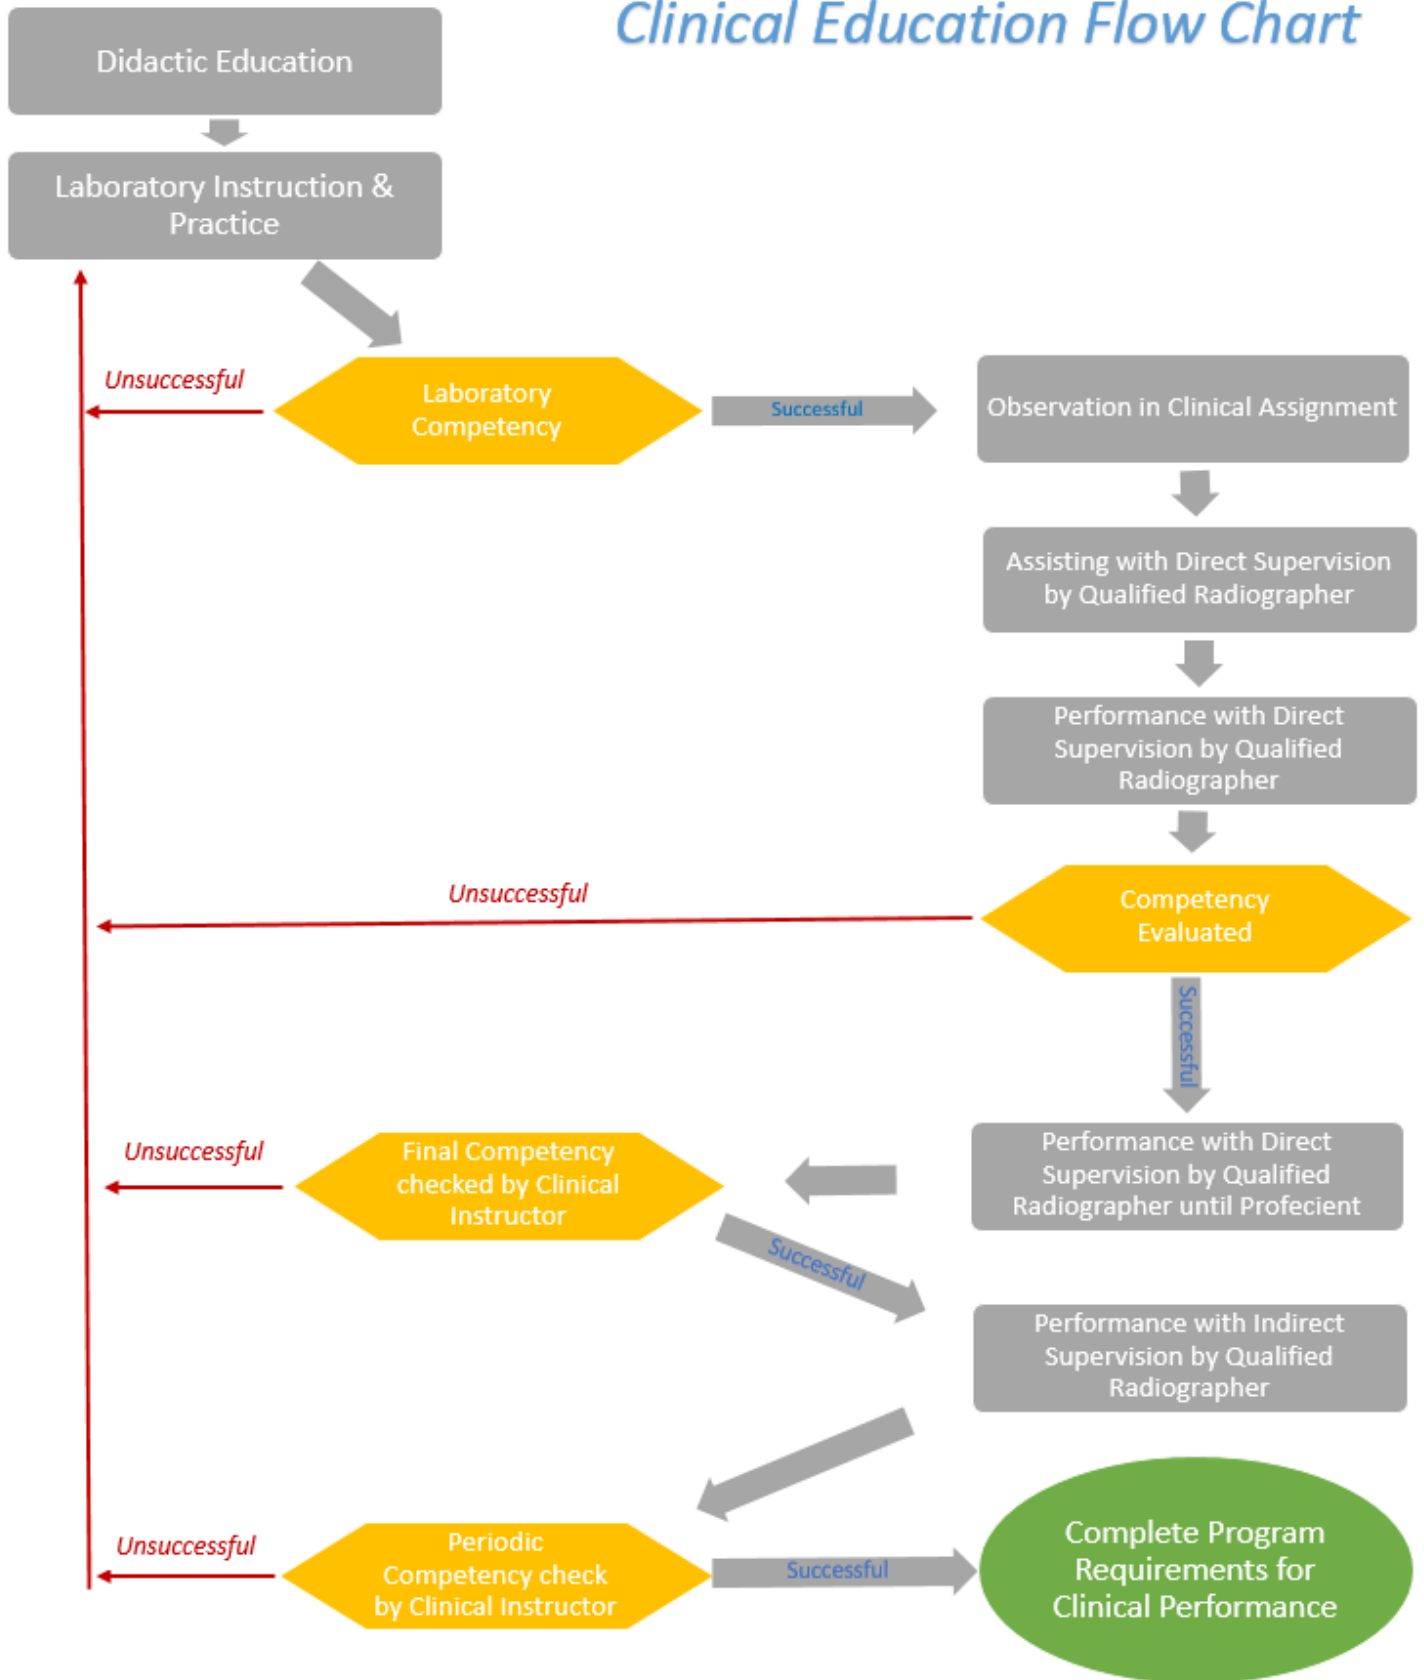 Clinical Education Flow Chart
Didactic Education
Laboratory Instruction &
Practice
Unsuccessful
Laboratory
Competency
Successful
Observation in Clinical Assignment
Assisting with Direct Supervision
by Qualified Radiographer
Performance with Direct
Supervision by Qualified
Radiographer
Unsuccessful
Competency
Evaluated
Successful
Performance with Direct
Supervision by Qualified
Radiographer until Profecient
Unsuccessful
Final Competency
checked by Clinical
Instructor
Successful
Performance with Indirect
Supervision by Qualified
Radiographer
Unsuccessful
Periodic
Competency check
by Clinical Instructor
Successful
Complete Program
Requirements for
Clinical Performance